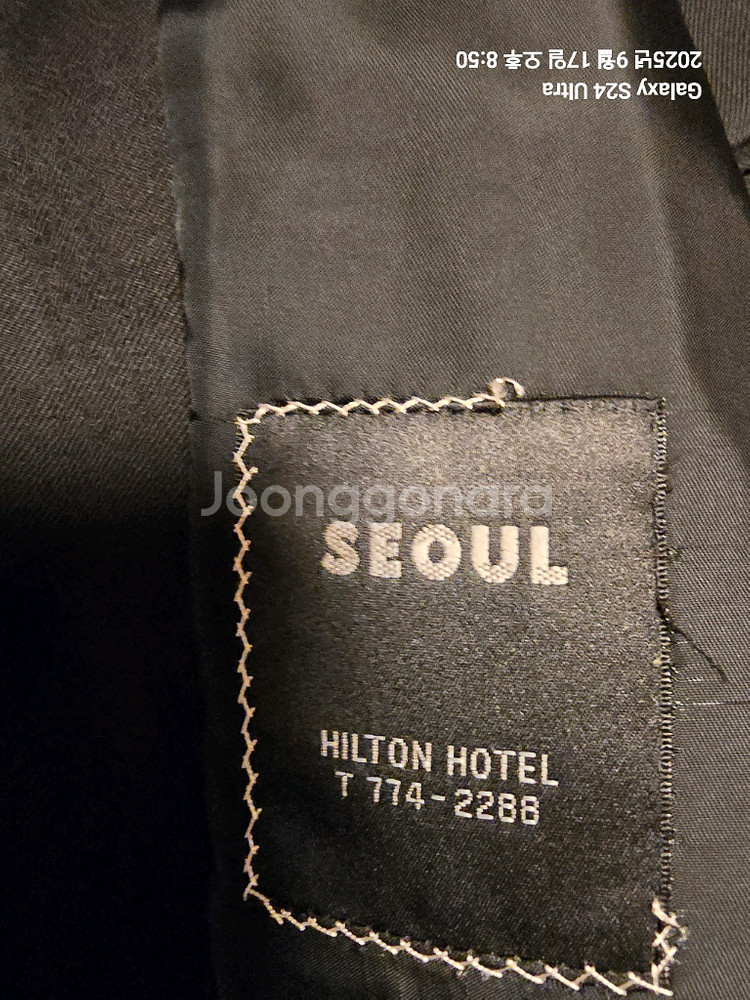 Galaxy S24 Ultra
2025년 9월 17일 오후 8:50
Joonggonara
SEOUL
HILTON HOTEL
T 774-2288